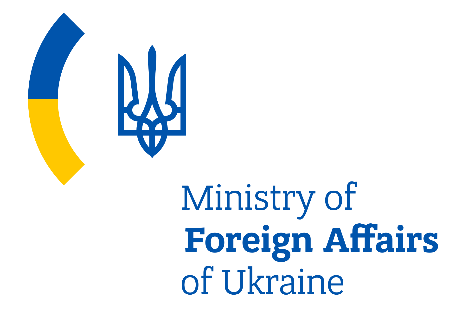 Ministry of
Foreign Affairs
of Ukraine